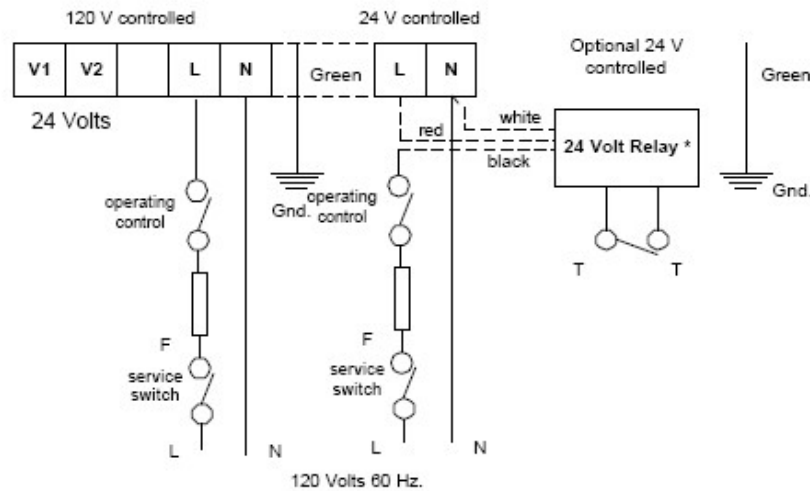 120 V controlled
24 V controlled
V1 V2 L N
Green
L N
Optional 24 V
controlled
Green
24 Volts
white
red
black
24 Volt Relay *
operating
control
Gnd.
operating
control
Gnd.
T T
F
F
service
switch
service
switch
L N
L N
120 Volts 60 Hz.